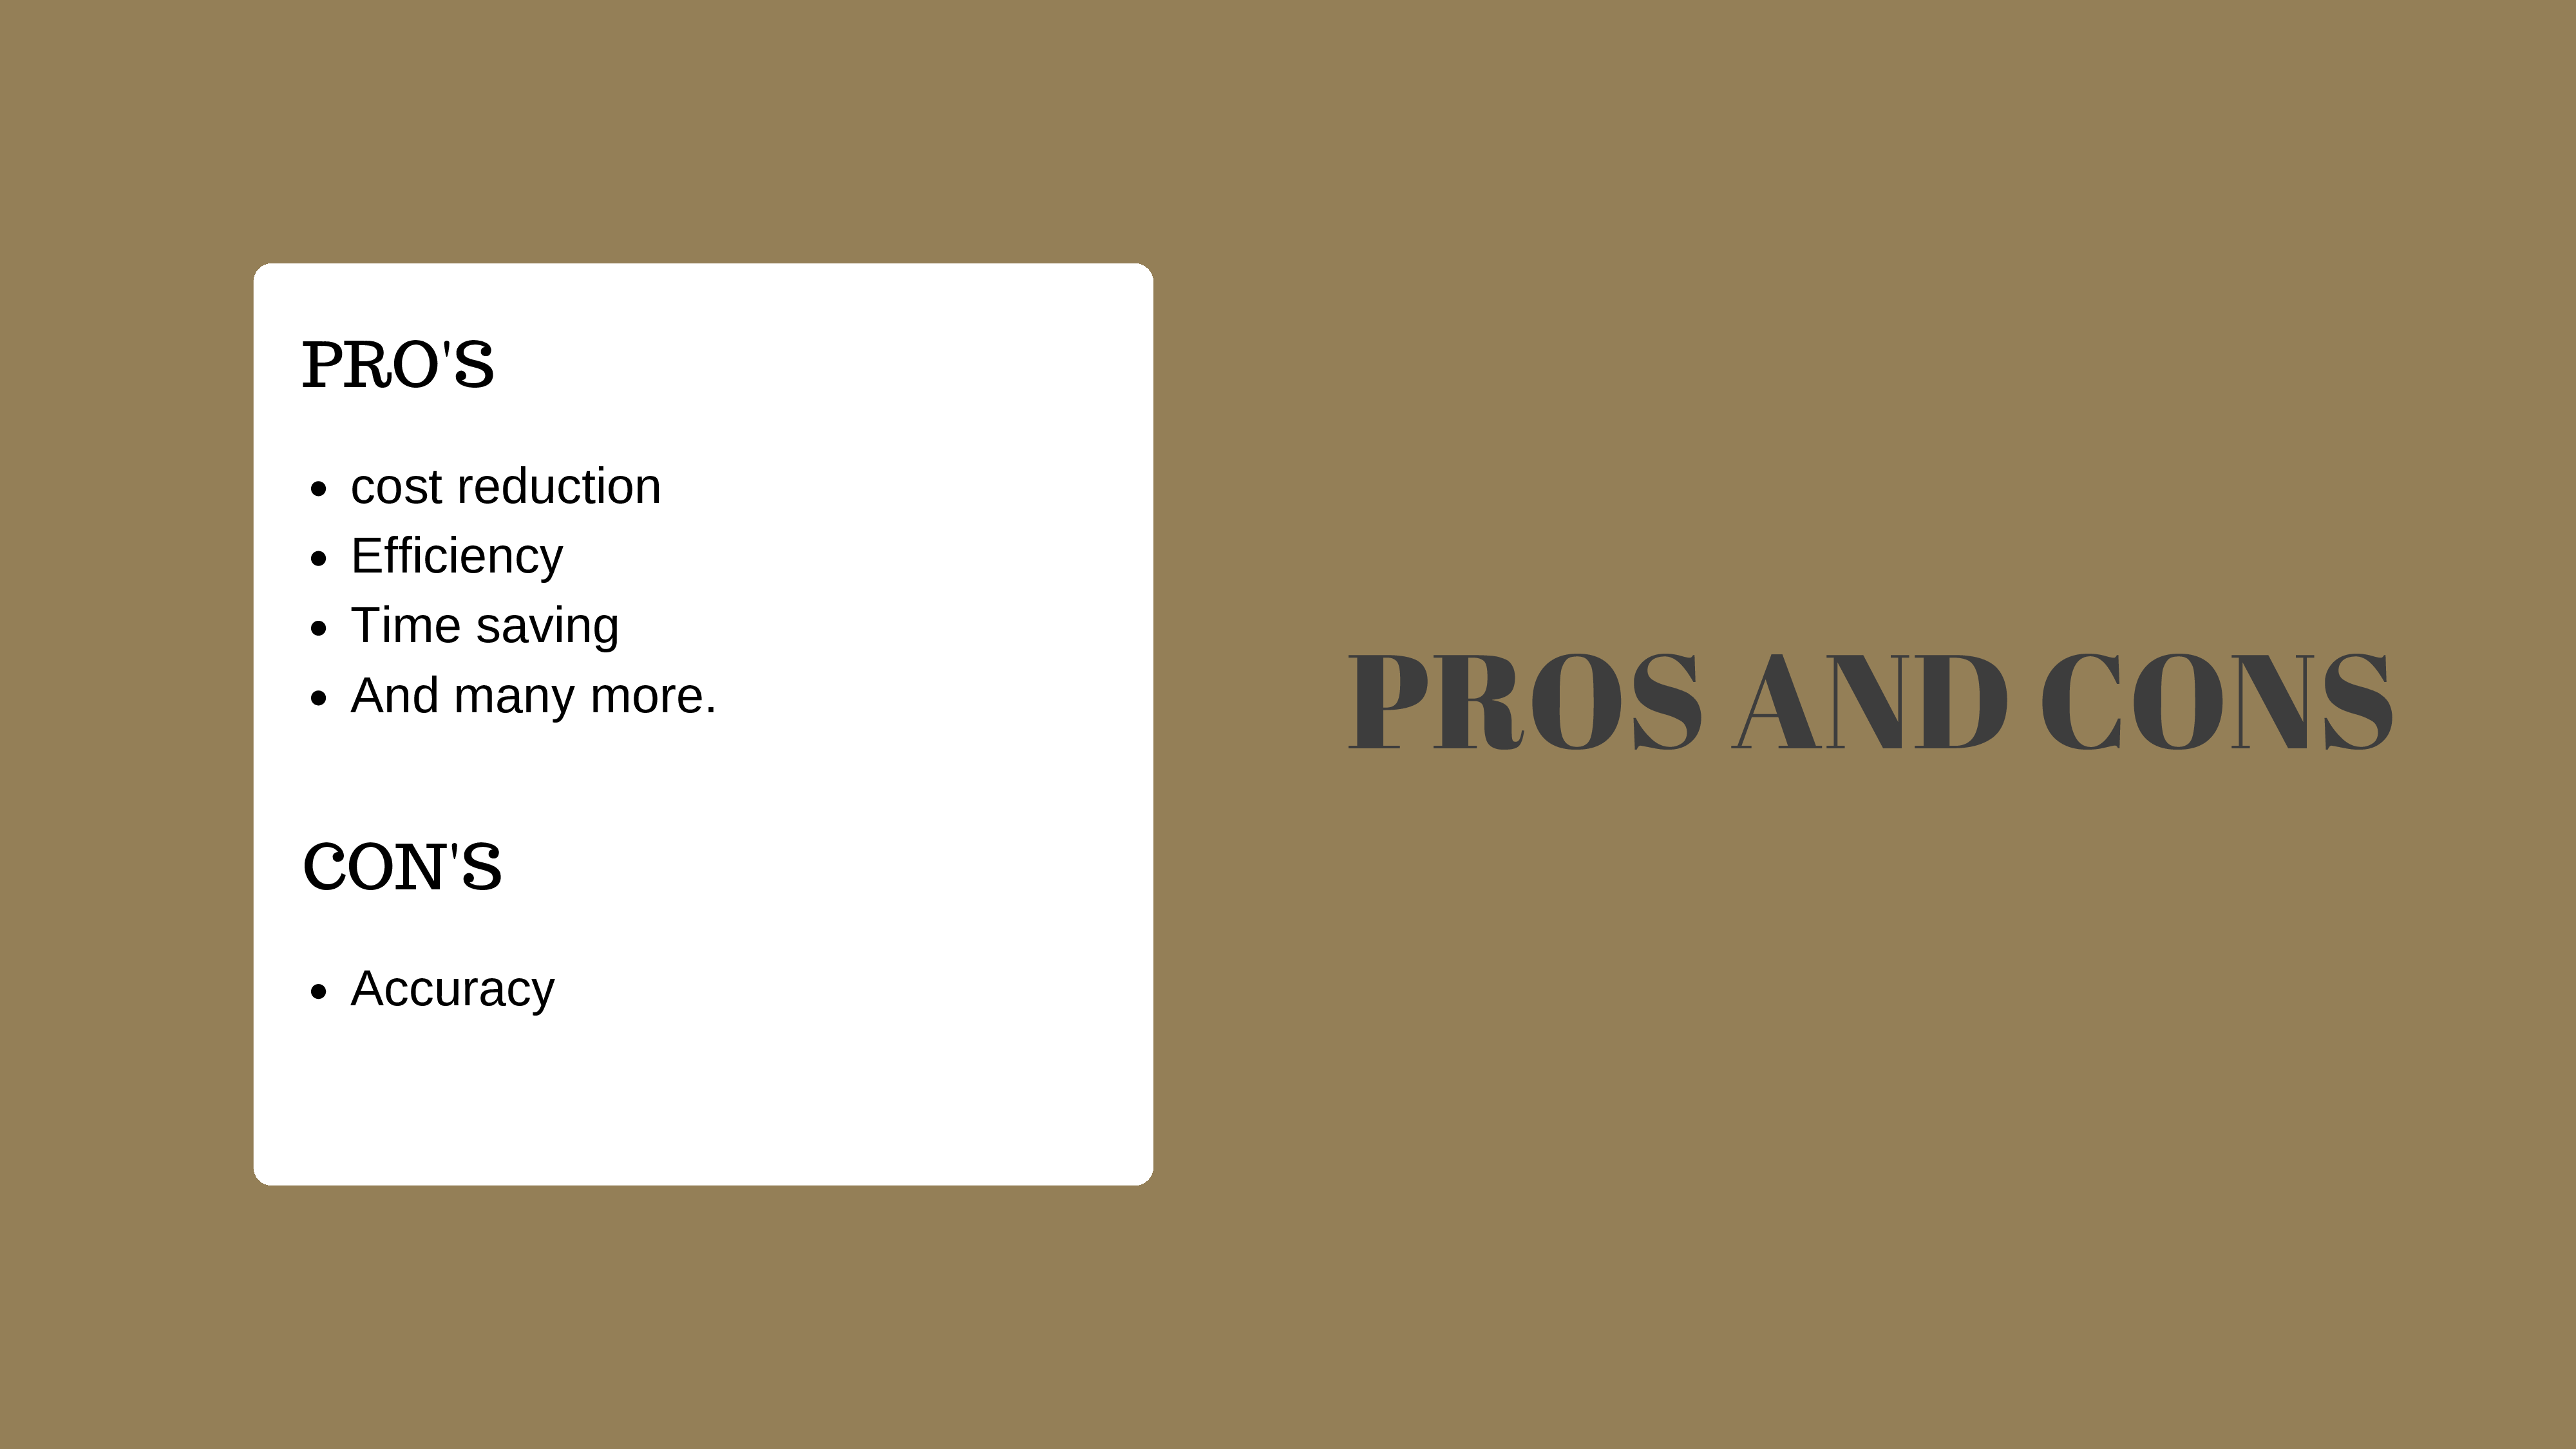 PRO'S
• cost reduction
• Efficiency
• Time saving
• And many more.
CON'S
• Accuracy
PROS AND CONS